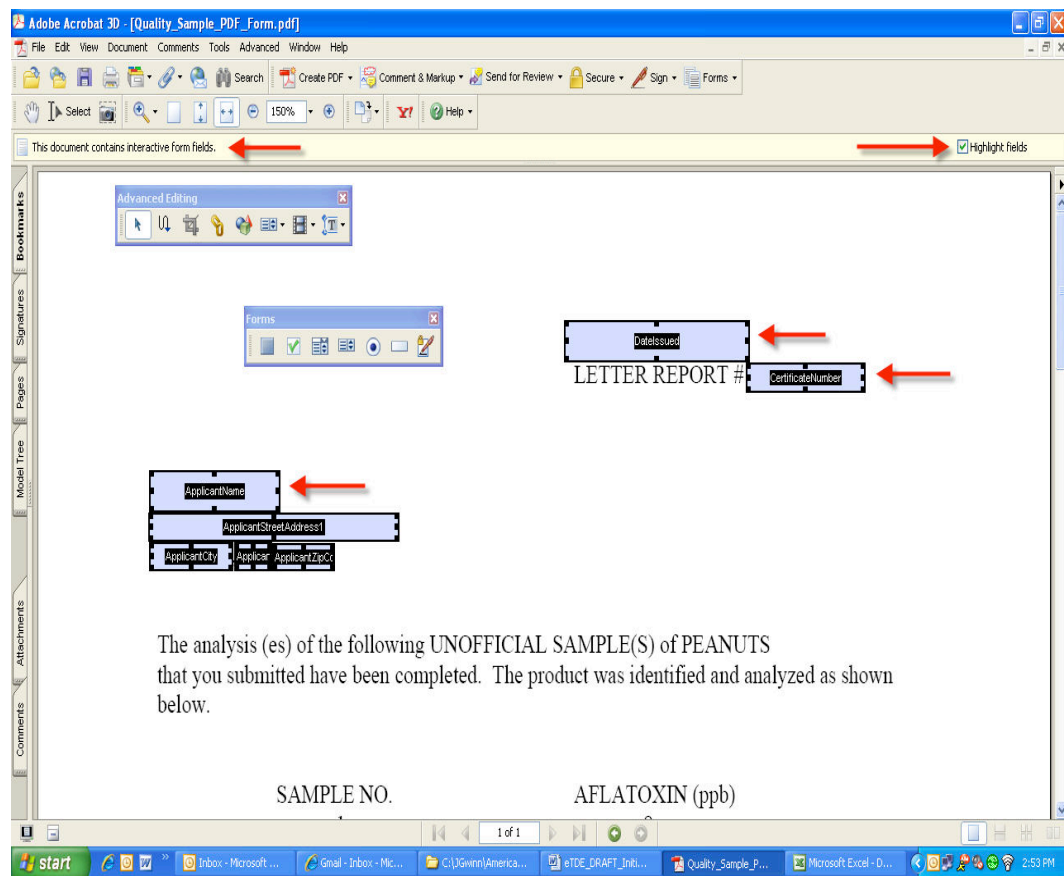 Adobe Acrobat 3D - [Quality_Sample_PDF_Form.pdf]
File Edit View Document Comments Tools Advanced Window Help
Search Create PDF Comment & Markup Send for Review Secure Sign Forms
Select 150% Y! Help
This document contains interactive form fields. Highlight fields
Bookmarks
Signatures
Pages
Model Tree
Attachments
Comments
Advanced Editing
Forms
DateIssued
LETTER REPORT # CertificateNumber
ApplicantName
ApplicantStreetAddress1
ApplicantCity Applicar ApplicantZipCc
The analysis (es) of the following UNOFFICIAL SAMPLE(S) of PEANUTS
that you submitted have been completed. The product was identified and analyzed as shown
below.
SAMPLE NO. AFLATOXIN (ppb)
1 of 1
start Inbox - Microsoft ... Gmail - Inbox - Mic... C:\JGwinn\America... eTDE_DRAFT_Initi... Quality_Sample_P... Microsoft Excel - D... 2:53 PM